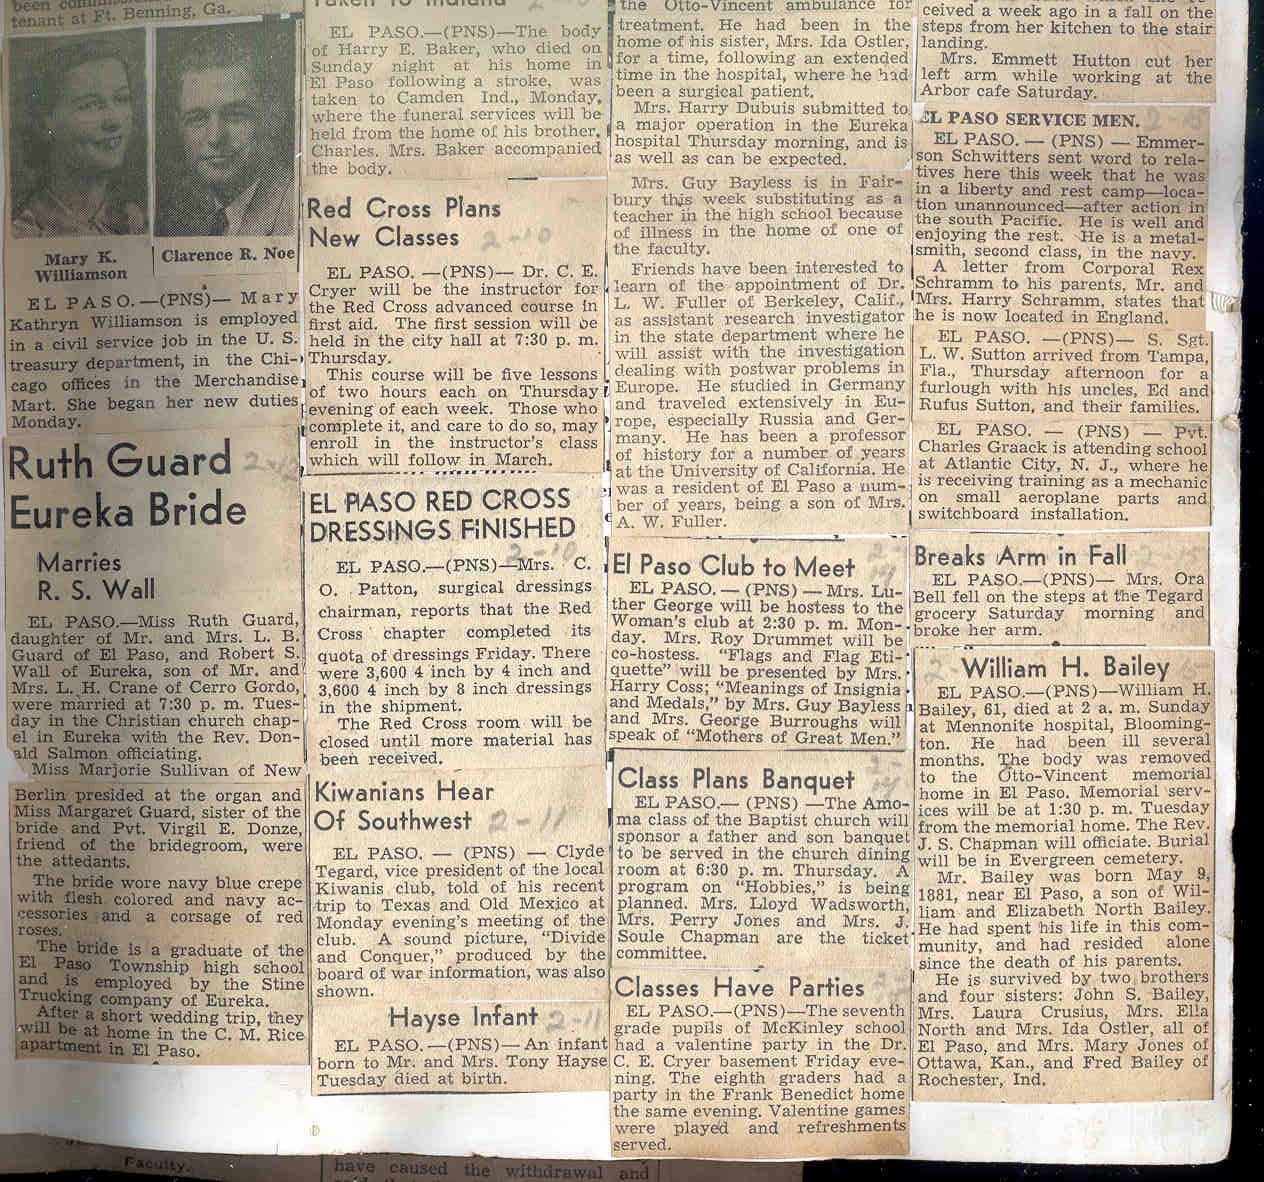 been
tenant at Ft. Benning, Ga.
Mary K.
Williamson
Clarence R. Noe
EL PASO.—(PNS)— Mary
Kathryn Williamson is employed
in a civil service job in the U. S.
treasury department, in the Chi-
cago offices in the Merchandise
Mart. She began her new duties
Monday.
Ruth Guard
2-12
Eureka Bride
Marries
R. S. Wall
EL PASO.—Miss Ruth Guard,
daughter of Mr. and Mrs. L. B.
Guard of El Paso, and Robert S.
Wall of Eureka, son of Mr. and
Mrs. L. H. Crane of Cerro Gordo,
were married at 7:30 p. m. Tues-
day in the Christian church chap-
el in Eureka with the Rev. Don-
ald Salmon officiating.
Miss Marjorie Sullivan of New
Berlin presided at the organ and
Miss Margaret Guard, sister of the
bride and Pvt. Virgil E. Donze,
friend of the bridegroom, were
the attedants.
The bride wore navy blue crepe
with flesh colored and navy ac-
cessories and a corsage of red
roses.
The bride is a graduate of the
El Paso Township high school
and is employed by the Stine
Trucking company of Eureka.
After a short wedding trip, they
will be at home in the C. M. Rice
apartment in El Paso.
Faculty.
Taken to Indiana
EL PASO.—(PNS)—The body
of Harry E. Baker, who died on
Sunday night at his home in
El Paso following a stroke, was
taken to Camden Ind., Monday,
where the funeral services will be
held from the home of his brother,
Charles. Mrs. Baker accompanied
the body.
Red Cross Plans
New Classes
2-10
EL PASO. —(PNS)— Dr. C. E.
Cryer will be the instructor for
the Red Cross advanced course in
first aid. The first session will be
held in the city hall at 7:30 p. m.
Thursday.
This course will be five lessons
of two hours each on Thursday
evening of each week. Those who
complete it, and care to do so, may
enroll in the instructor's class
which will follow in March.
EL PASO RED CROSS
DRESSINGS FINISHED
2-10
EL PASO.—(PNS)—Mrs. C.
O. Patton, surgical dressings
chairman, reports that the Red
Cross chapter completed its
quota of dressings Friday. There
were 3,600 4 inch by 4 inch and
3,600 4 inch by 8 inch dressings
in the shipment.
The Red Cross room will be
closed until more material has
been received.
Kiwanians Hear
Of Southwest
2-11
EL PASO. — (PNS) — Clyde
Tegard, vice president of the local
Kiwanis club, told of his recent
trip to Texas and Old Mexico at
Monday evening's meeting of the
club. A sound picture, "Divide
and Conquer," produced by the
board of war information, was also
shown.
Hayse Infant
2-11
EL PASO.—(PNS)—An infant
born to Mr. and Mrs. Tony Hayse
Tuesday died at birth.
have caused the withdrawal and
the Otto-Vincent ambulance for
treatment. He had been in the
home of his sister, Mrs. Ida Ostler,
for a time, following an extended
time in the hospital, where he had
been a surgical patient.
Mrs. Harry Dubuis submitted to
a major operation in the Eureka
hospital Thursday morning, and is
as well as can be expected.
Mrs. Guy Bayless is in Fair-
bury this week substituting as a
teacher in the high school because
of illness in the home of one of
the faculty.
Friends have been interested to
learn of the appointment of Dr.
L. W. Fuller of Berkeley, Calif.,
as assistant research investigator
in the state department where he
will assist with the investigation
dealing with postwar problems in
Europe. He studied in Germany
and traveled extensively in Eu-
rope, especially Russia and Ger-
many. He has been a professor
of history for a number of years
at the University of California. He
was a resident of El Paso a num-
ber of years, being a son of Mrs.
A. W. Fuller.
El Paso Club to Meet
EL PASO. — (PNS) — Mrs. Lu-
ther George will be hostess to the
Woman's club at 2:30 p. m. Mon-
day. Mrs. Roy Drummet will be
co-hostess. "Flags and Flag Eti-
quette" will be presented by Mrs.
Harry Coss; "Meanings of Insignia
and Medals," by Mrs. Guy Bayless
and Mrs. George Burroughs will
speak of "Mothers of Great Men."
Class Plans Banquet
EL PASO.— (PNS) —The Amo-
ma class of the Baptist church will
sponsor a father and son banquet
to be served in the church dining
room at 6:30 p. m. Thursday. A
program on "Hobbies," is being
planned. Mrs. Lloyd Wadsworth,
Mrs. Perry Jones and Mrs. J.
Soule Chapman are the ticket
committee.
Classes Have Parties
EL PASO.—(PNS)—The seventh
grade pupils of McKinley school
had a valentine party in the Dr.
C. E. Cryer basement Friday eve-
ning. The eighth graders had a
party in the Frank Benedict home
the same evening. Valentine games
were played and refreshments
served.
ceived a week ago in a fall on the
steps from her kitchen to the stair
landing.
Mrs. Emmett Hutton cut her
left arm while working at the
Arbor cafe Saturday.
EL PASO SERVICE MEN.
2-15
EL PASO. — (PNS) — Emmer-
son Schwitters sent word to rela-
tives here this week that he was
in a liberty and rest camp—loca-
tion unannounced—after action in
the south Pacific. He is well and
enjoying the rest. He is a metal-
smith, second class, in the navy.
A letter from Corporal Rex
Schramm to his parents, Mr. and
Mrs. Harry Schramm, states that
he is now located in England.
EL PASO. —(PNS)— S. Sgt.
L. W. Sutton arrived from Tampa,
Fla., Thursday afternoon for a
furlough with his uncles, Ed and
Rufus Sutton, and their families.
EL PASO. — (PNS) — Pvt.
Charles Graack is attending school
at Atlantic City, N. J., where he
is receiving training as a mechanic
on small aeroplane parts and
switchboard installation.
Breaks Arm in Fall
2-15
EL PASO.—(PNS)— Mrs. Ora
Bell fell on the steps at the Tegard
grocery Saturday morning and
broke her arm.
William H. Bailey
EL PASO.—(PNS)—William H.
Bailey, 61, died at 2 a. m. Sunday
at Mennonite hospital, Blooming-
ton. He had been ill several
months. The body was removed
to the Otto-Vincent memorial
home in El Paso. Memorial serv-
ices will be at 1:30 p. m. Tuesday
from the memorial home. The Rev.
J. S. Chapman will officiate. Burial
will be in Evergreen cemetery.
Mr. Bailey was born May 9,
1881, near El Paso, a son of Wil-
liam and Elizabeth North Bailey.
He had spent his life in this com-
munity, and had resided alone
since the death of his parents.
He is survived by two brothers
and four sisters: John S. Bailey,
Mrs. Laura Crusius, Mrs. Ella
North and Mrs. Ida Ostler, all of
El Paso, and Mrs. Mary Jones of
Ottawa, Kan., and Fred Bailey of
Rochester, Ind.